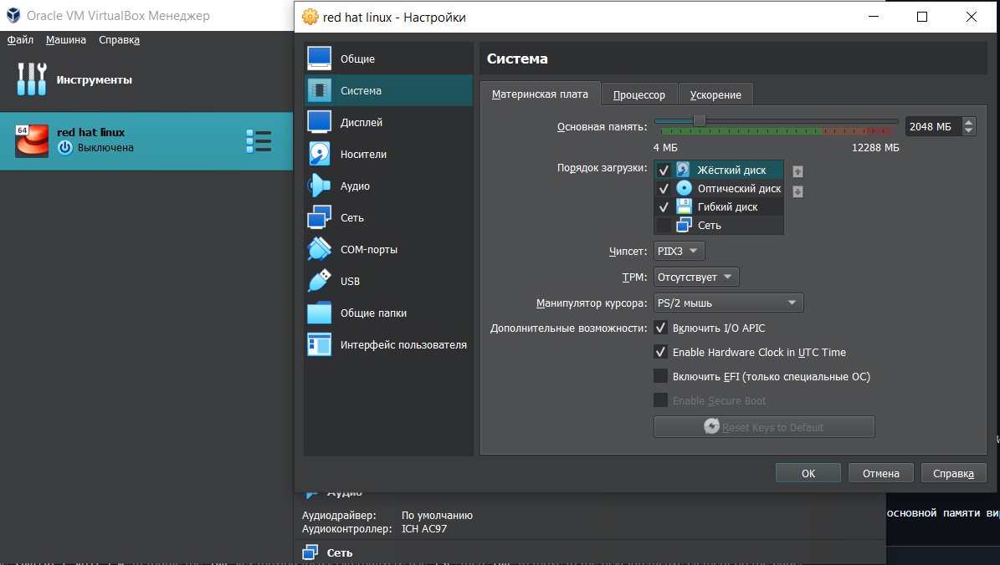 Oracle VM VirtualBox Менеджер
Файл Машина Справка
Инструменты
64
red hat linux
Выключена
red hat linux - Настройки
Общие
Система
Дисплей
Носители
Аудио
Сеть
COM-порты
USB
Общие папки
Интерфейс пользователя
Система
Материнская плата Процессор Ускорение
Основная память: 2048 МБ
4 МБ 12288 МБ
Порядок загрузки: Жёсткий диск
Оптический диск
Гибкий диск
Сеть
Чипсет: PIIX3
TPM: Отсутствует
Манипулятор курсора: PS/2 мышь
Дополнительные возможности: Включить I/O APIC
Enable Hardware Clock in UTC Time
Включить EFI (только специальные ОС)
Enable Secure Boot
Reset Keys to Default
ОК Отмена Справка
Аудио
Аудиодрайвер: По умолчанию
Аудиоконтроллер: ICH AC97
Сеть
основной памяти